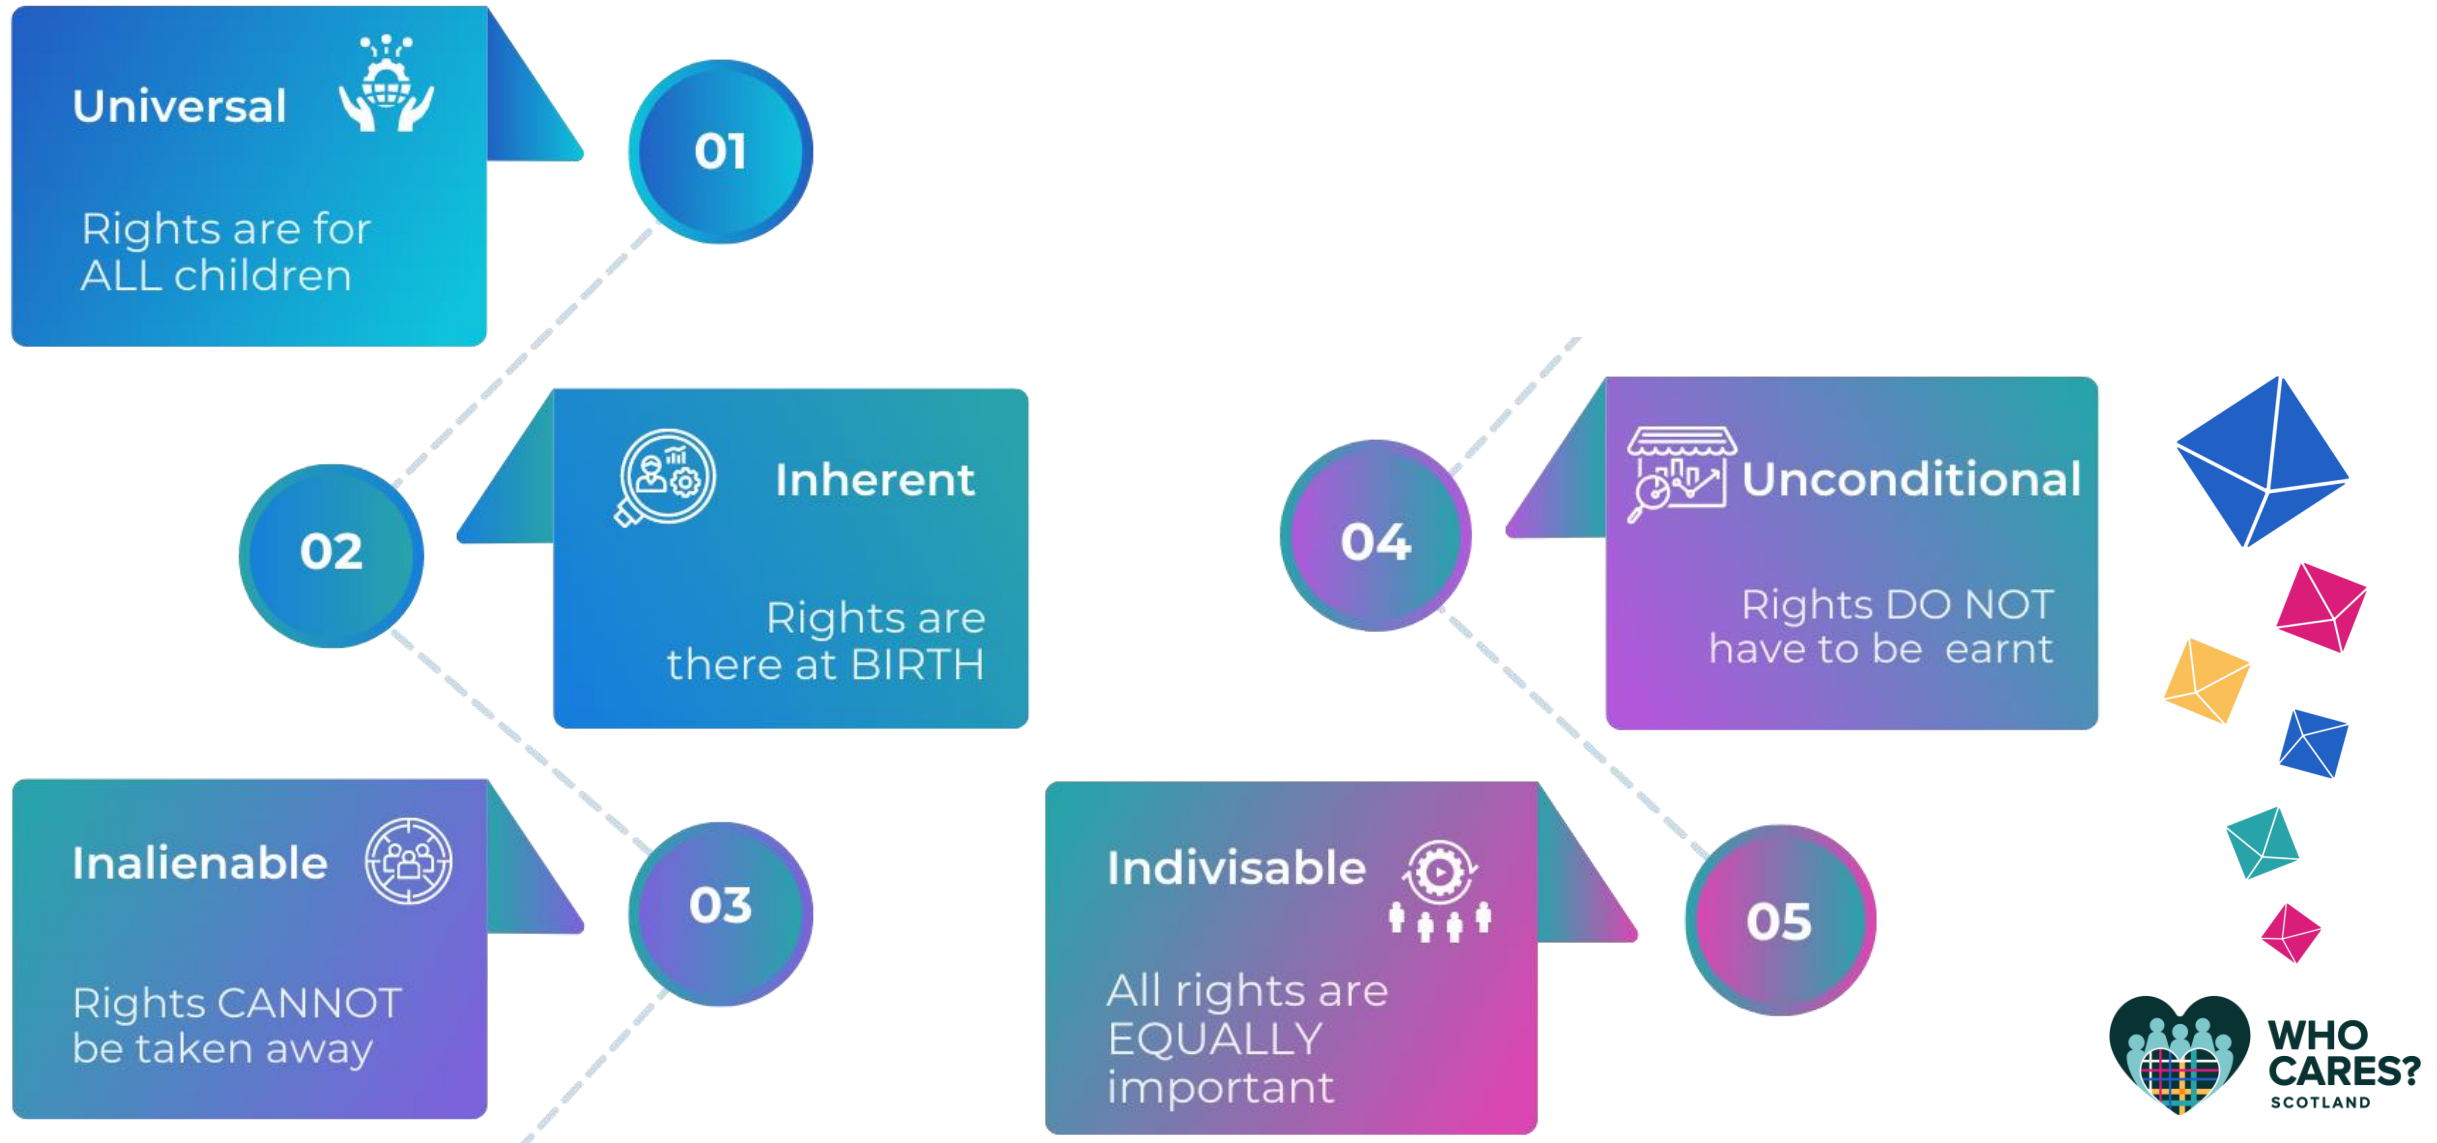 Universal
Rights are for
ALL children
01
02
Inherent
Rights are
there at BIRTH
Inalienable
Rights CANNOT
be taken away
03
04
Unconditional
Rights DO NOT
have to be earnt
Indivisable
All rights are
EQUALLY
important
05
WHO
CARES?
SCOTLAND